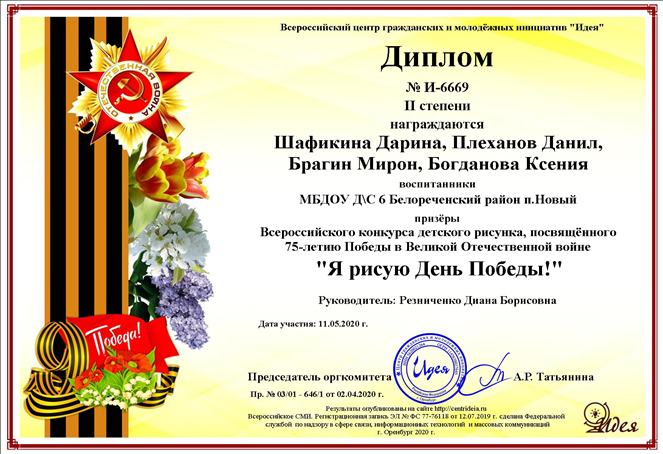 Всероссийский центр гражданских и молодёжных инициатив "Идея"
Диплом
№ И-6669
II степени
награждаются
Шафикина Дарина, Плеханов Данил,
Брагин Мирон, Богданова Ксения
воспитанники
МБДОУ Д\С 6 Белореченский район п.Новый
призёры
Всероссийского конкурса детского рисунка, посвящённого
75-летию Победы в Великой Отечественной войне
"Я рисую День Победы!"
Руководитель: Резниченко Диана Борисовна
Дата участия: 11.05.2020 г.
Председатель оргкомитета
А.Р. Татьянина
Пр. № 03/01 – 646/1 от 02.04.2020 г.
Результаты опубликованы на сайте http://centrideia.ru
Всероссийское СМИ. Регистрационная запись ЭЛ № ФС 77-76118 от 12.07.2019 г. сделана Федеральной
службой по надзору в сфере связи, информационных технологий и массовых коммуникаций
г. Оренбург 2020 г.
ОТЕЧЕСТВЕННАЯ ВОЙНА
Победа!
9
Идея
Идея